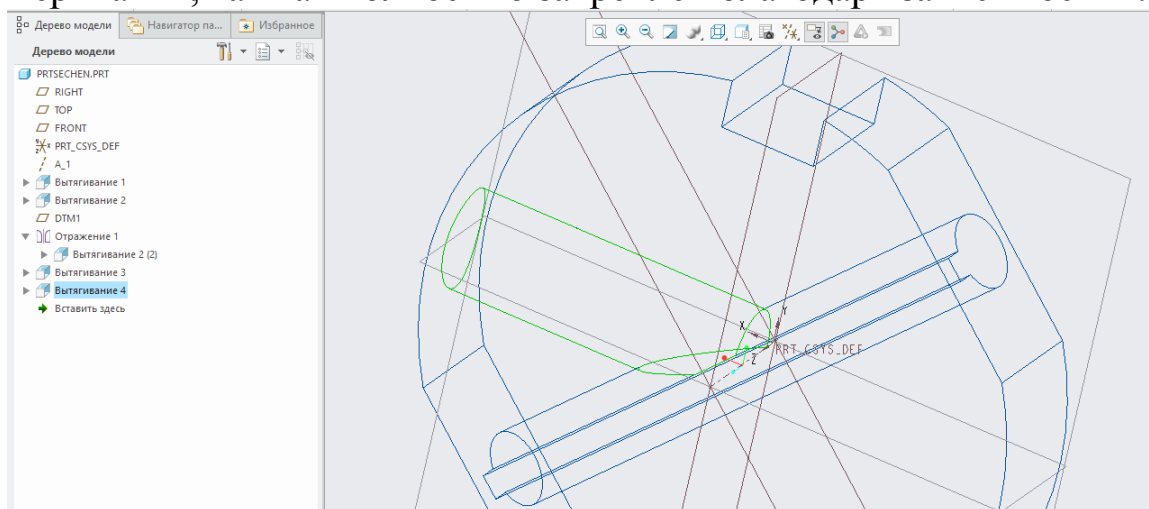 Дерево модели
Навигатор па...
Избранное
Дерево модели
PRTSECHEN.PRT
RIGHT
TOP
FRONT
PRT_CSYS_DEF
A_1
Вытягивание 1
Вытягивание 2
DTM1
Отражение 1
Вытягивание 2 (2)
Вытягивание 3
Вытягивание 4
Вставить здесь
X
Y
Z
PRT_CSYS_DEF